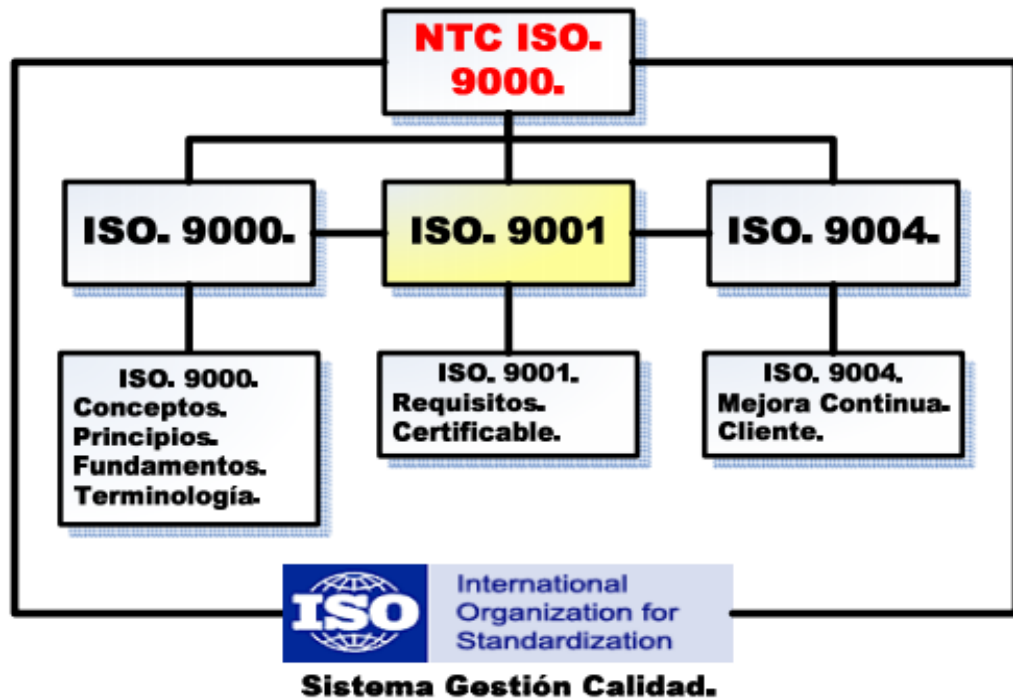 NTC ISO.
9000.
ISO. 9000.
ISO. 9001
ISO. 9004.
ISO. 9000.
Conceptos.
Principios.
Fundamentos.
Terminología.
ISO. 9001.
Requisitos.
Certificable.
ISO. 9004.
Mejora Continua.
Cliente.
ISO
International
Organization for
Standardization
Sistema Gestión Calidad.